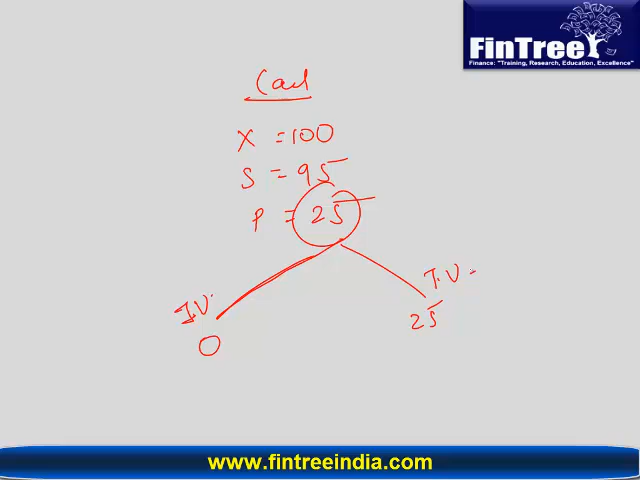 FinTree
Finance: "Training, Research, Education, Excellence"
Call
X = 100
S = 95
P = 25
I.V.
T.V.
0
25
www.fintreeindia.com